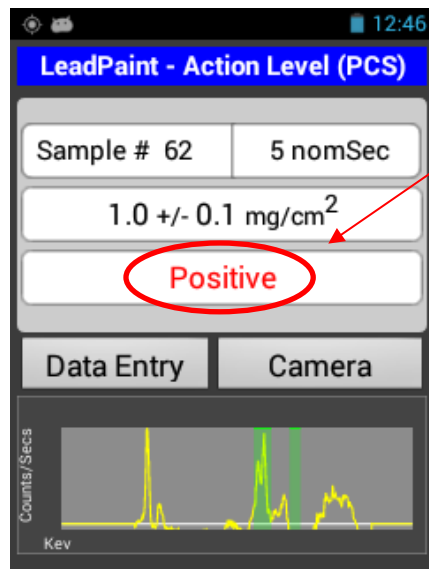 12:46
LeadPaint - Action Level (PCS)
Sample # 62 5 nomSec
1.0 +/- 0.1 mg/cm²
Positive
Data Entry Camera
Counts/Secs
Kev